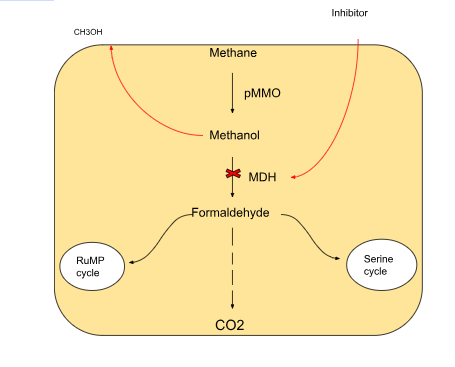 Inhibitor
CH3OH
Methane
pMMO
Methanol
MDH
Formaldehyde
RuMP
cycle
Serine
cycle
CO2